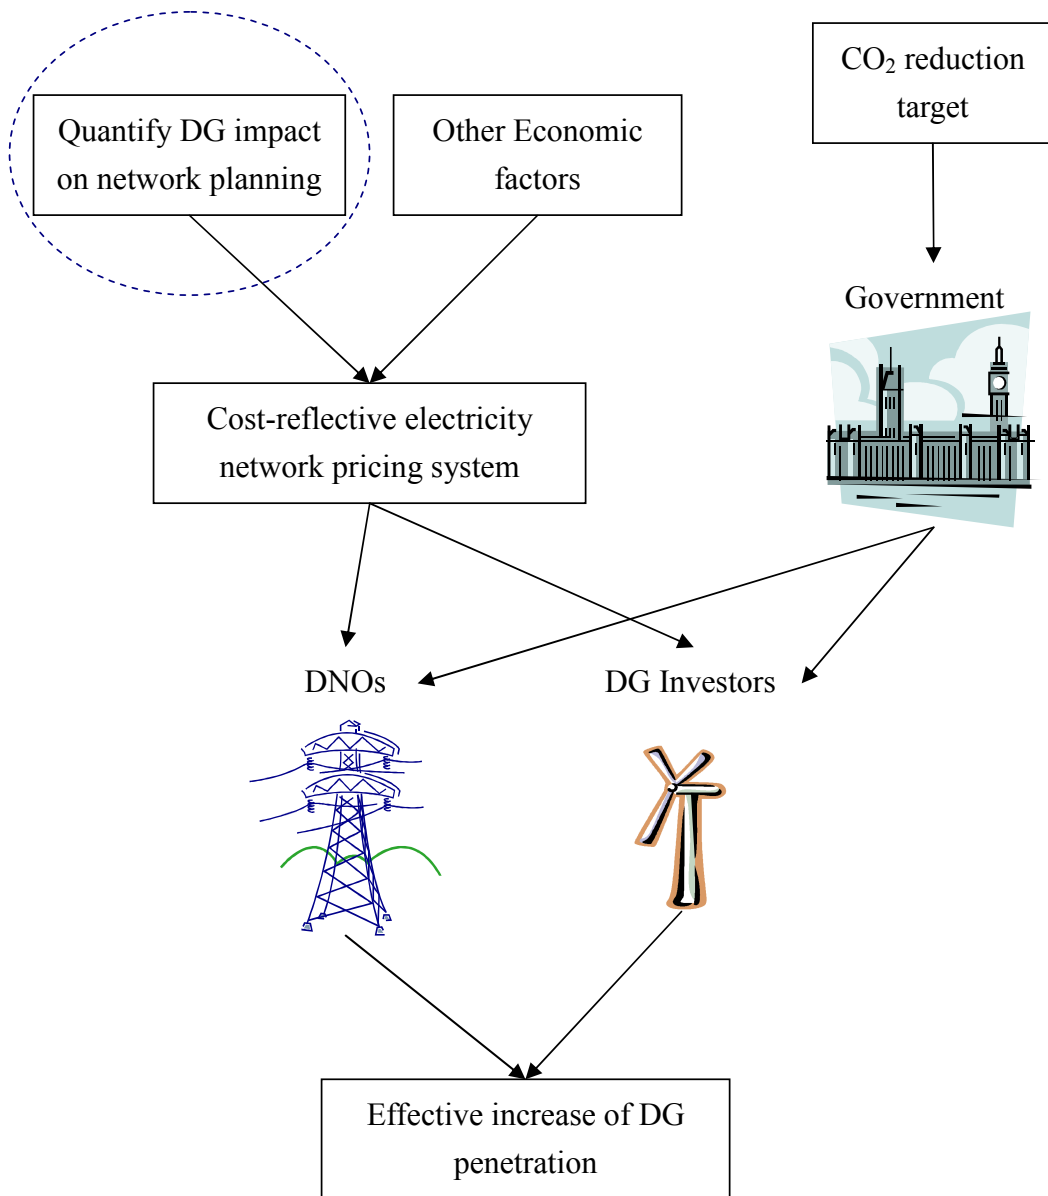 CO₂ reduction
target
Quantify DG impact
on network planning
Other Economic
factors
Government
Cost-reflective electricity
network pricing system
DNOs
DG Investors
Effective increase of DG
penetration